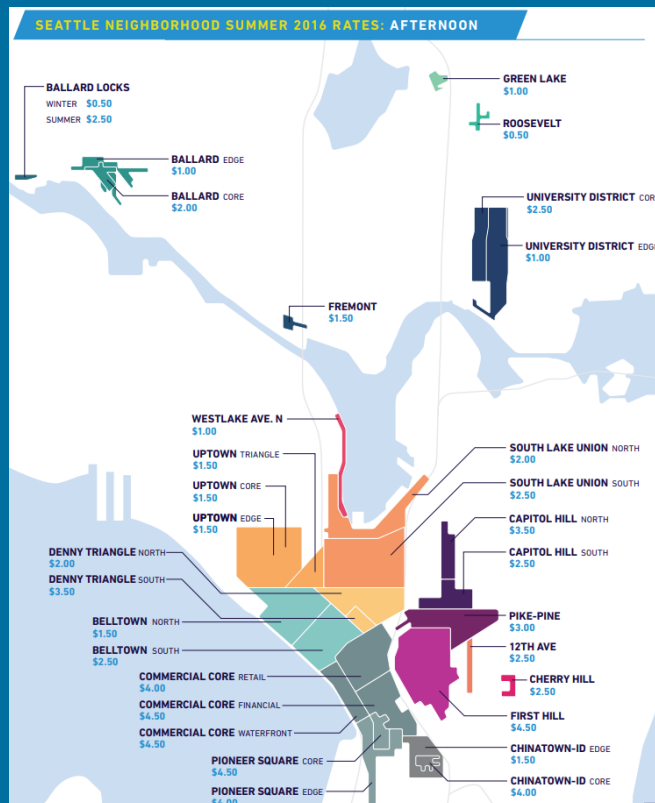 SEATTLE NEIGHBORHOOD SUMMER 2016 RATES: AFTERNOON
BALLARD LOCKS
WINTER $0.50
SUMMER $2.50
GREEN LAKE
$1.00
ROOSEVELT
$0.50
BALLARD EDGE
$1.00
BALLARD CORE
$2.00
UNIVERSITY DISTRICT COR
$2.50
UNIVERSITY DISTRICT EDG
$1.00
FREMONT
$1.50
WESTLAKE AVE. N
$1.00
UPTOWN TRIANGLE
$1.50
UPTOWN CORE
$1.50
UPTOWN EDGE
$1.50
SOUTH LAKE UNION NORTH
$2.00
SOUTH LAKE UNION SOUTH
$2.50
CAPITOL HILL NORTH
$3.50
CAPITOL HILL SOUTH
$2.50
DENNY TRIANGLE NORTH
$2.00
DENNY TRIANGLE SOUTH
$3.50
BELLTOWN NORTH
$1.50
BELLTOWN SOUTH
$2.50
PIKE-PINE
$3.00
12TH AVE
$2.50
CHERRY HILL
$2.50
COMMERCIAL CORE RETAIL
$4.00
COMMERCIAL CORE FINANCIAL
$4.50
COMMERCIAL CORE WATERFRONT
$4.50
FIRST HILL
$4.50
PIONEER SQUARE CORE
$4.50
PIONEER SQUARE EDGE
$4.00
CHINATOWN-ID EDGE
$1.50
CHINATOWN-ID CORE
$4.00